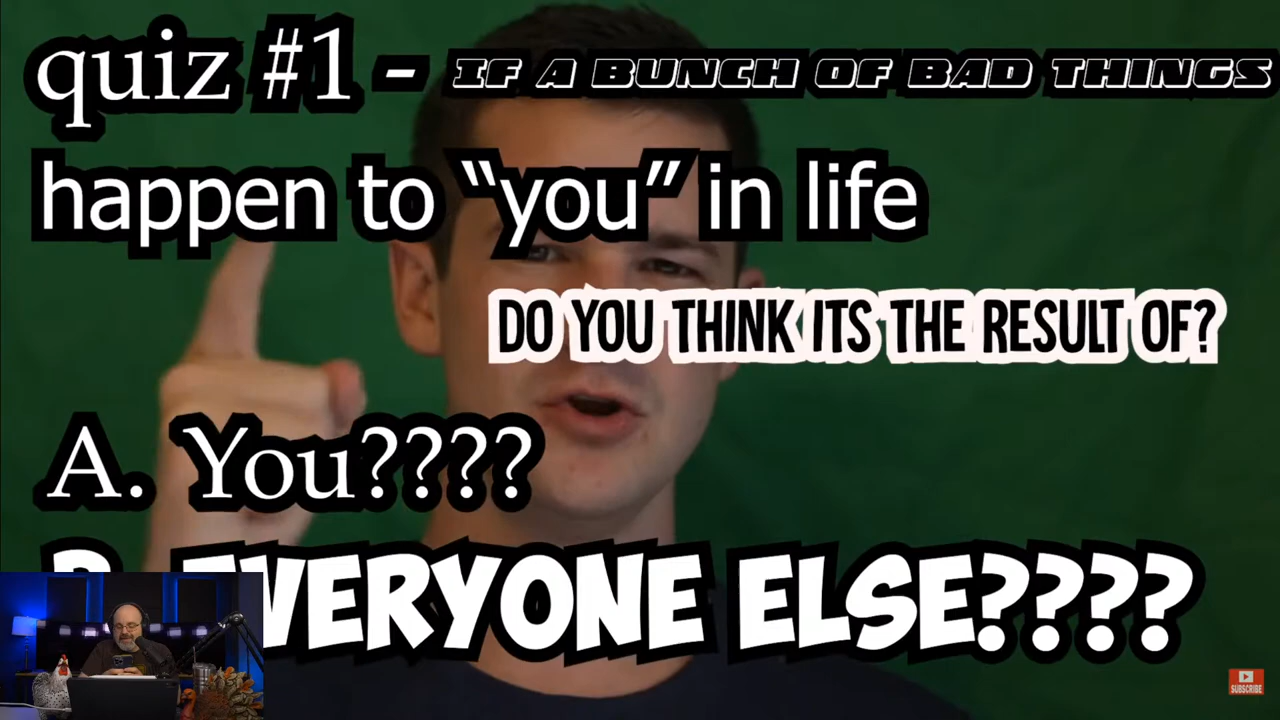 quiz #1 - IF A BUNCH OF BAD THINGS
happen to “you” in life
DO YOU THINK ITS THE RESULT OF?
A. You????
EVERYONE ELSE????
SUBSCRIBE